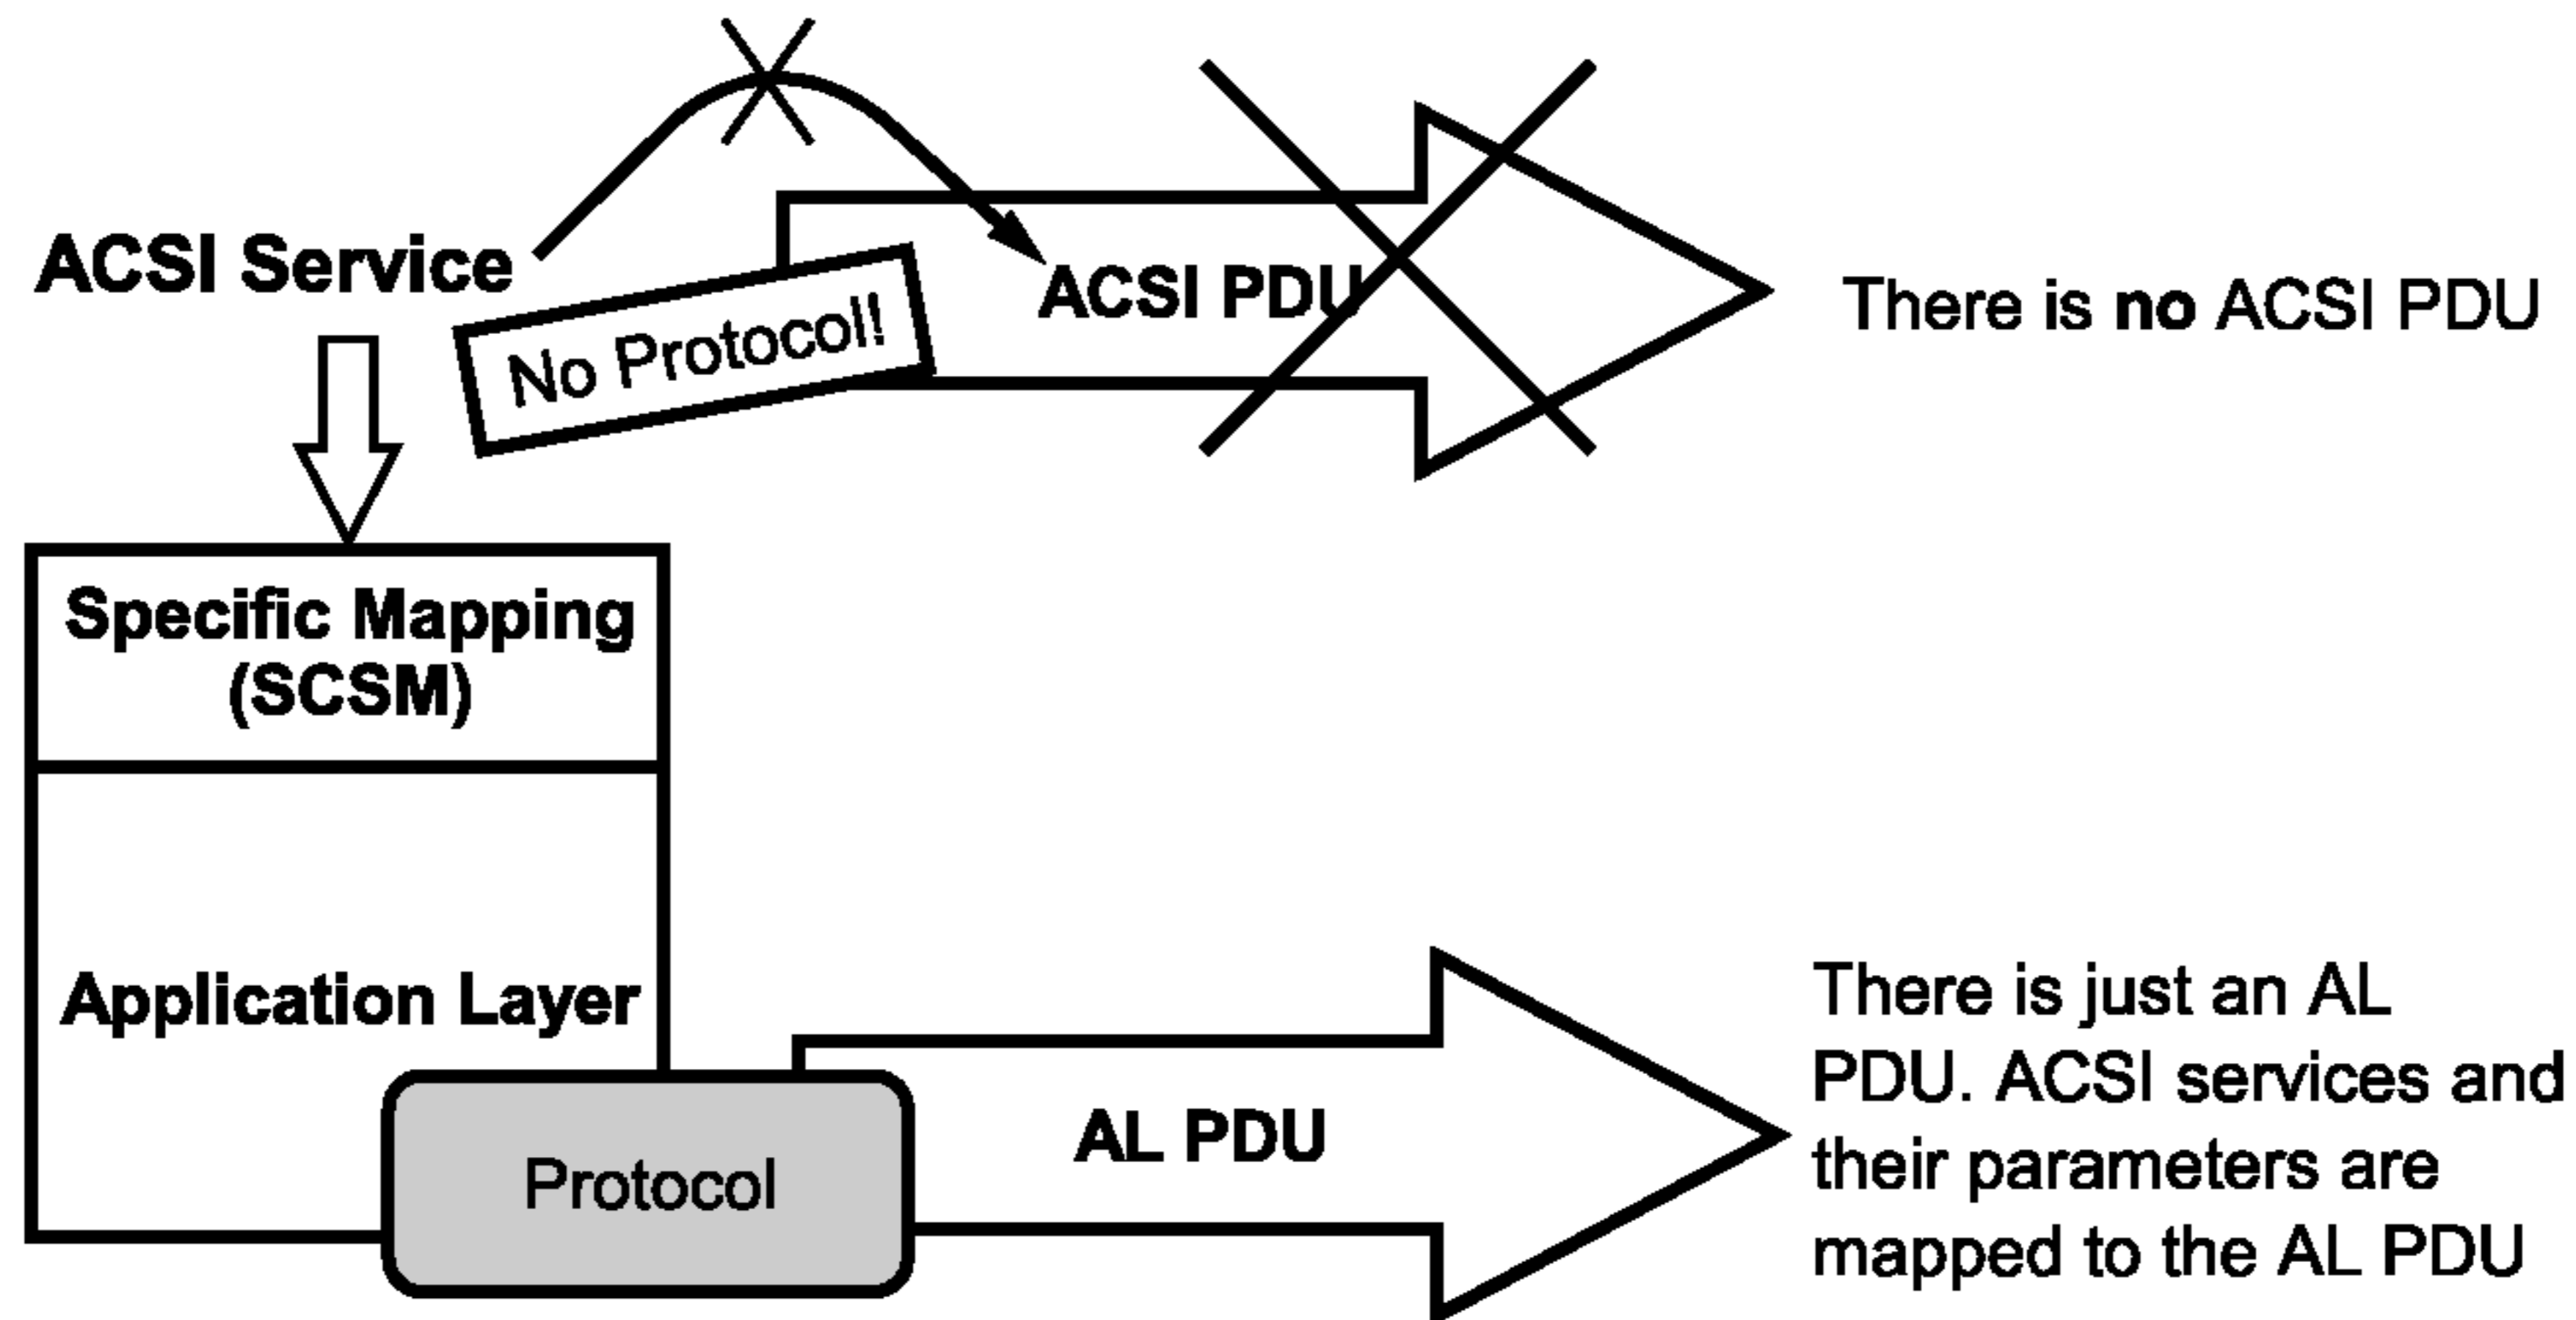 ACSI Service
No Protocol!
ACSI PDU
There is no ACSI PDU
Specific Mapping
(SCSM)
Application Layer
Protocol
AL PDU
There is just an AL
PDU. ACSI services and
their parameters are
mapped to the AL PDU